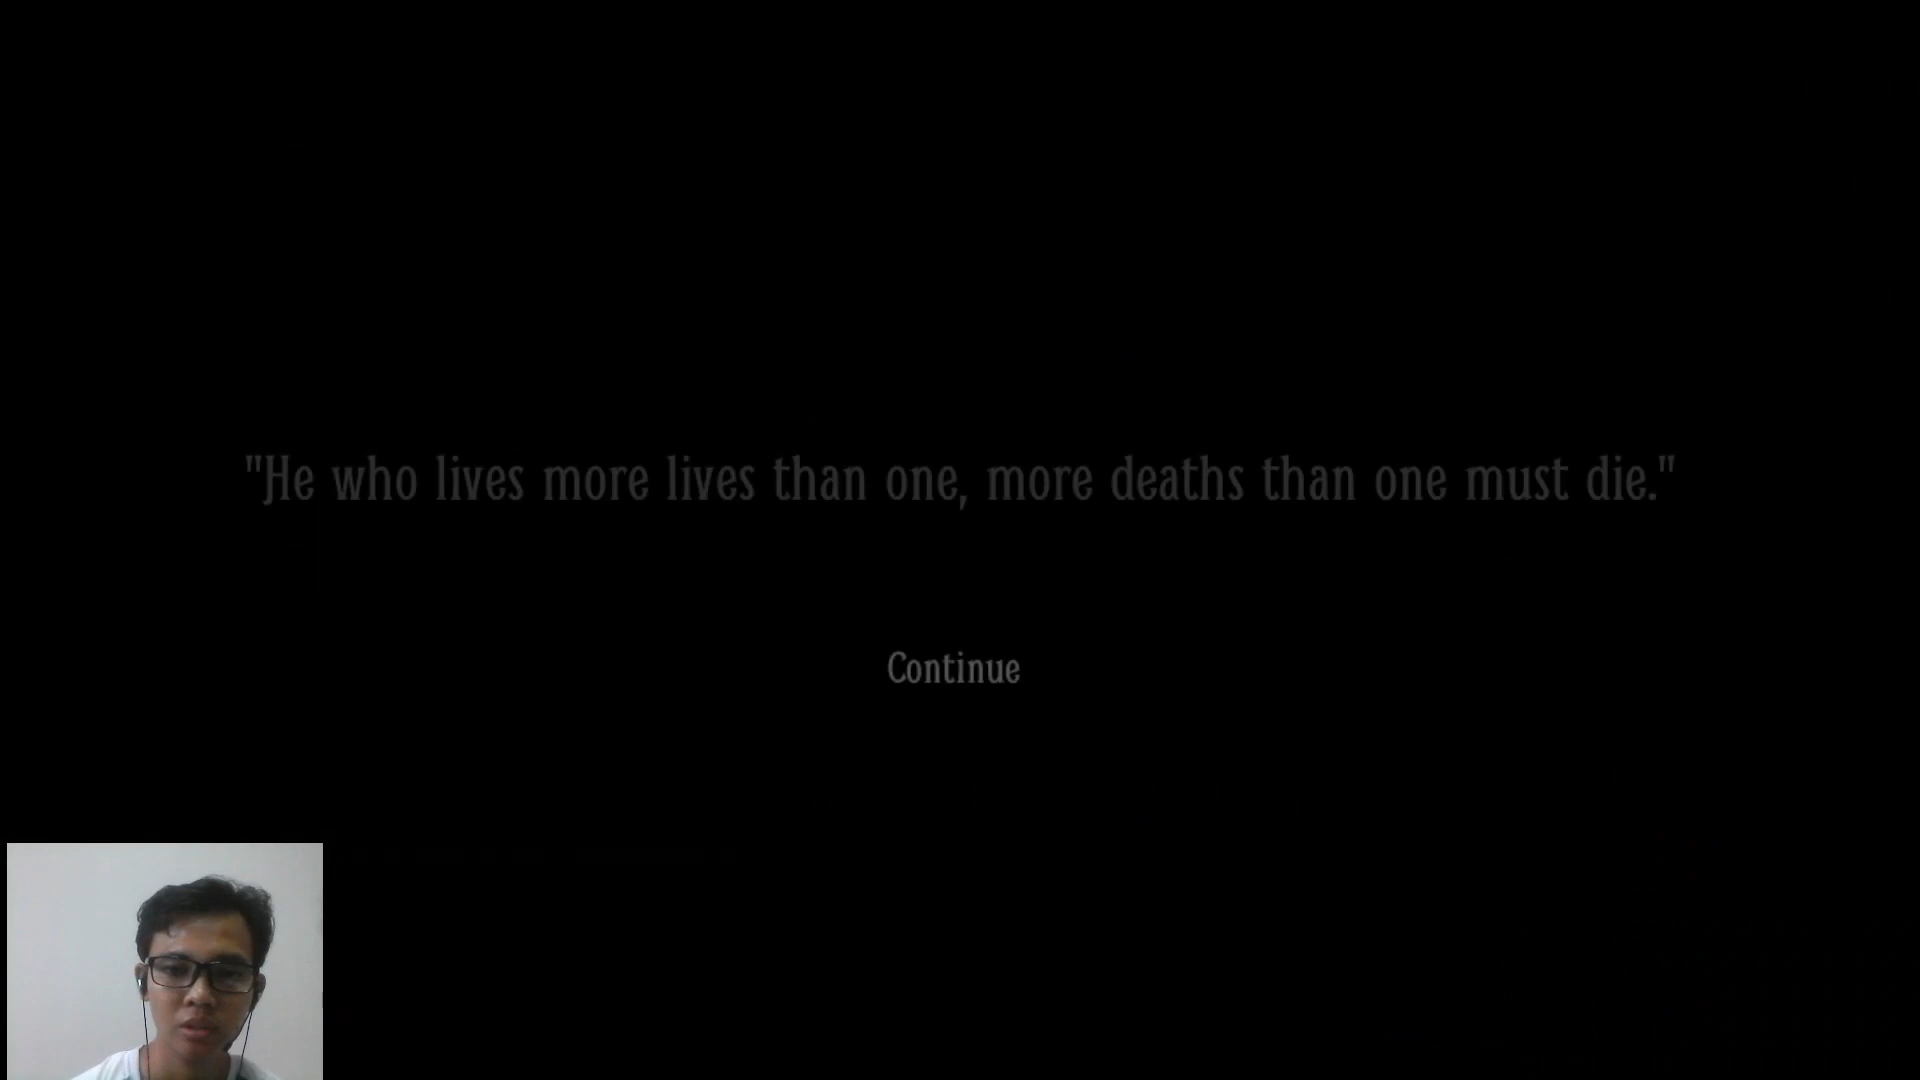 "He who lives more lives than one, more deaths than one must die."
Continue